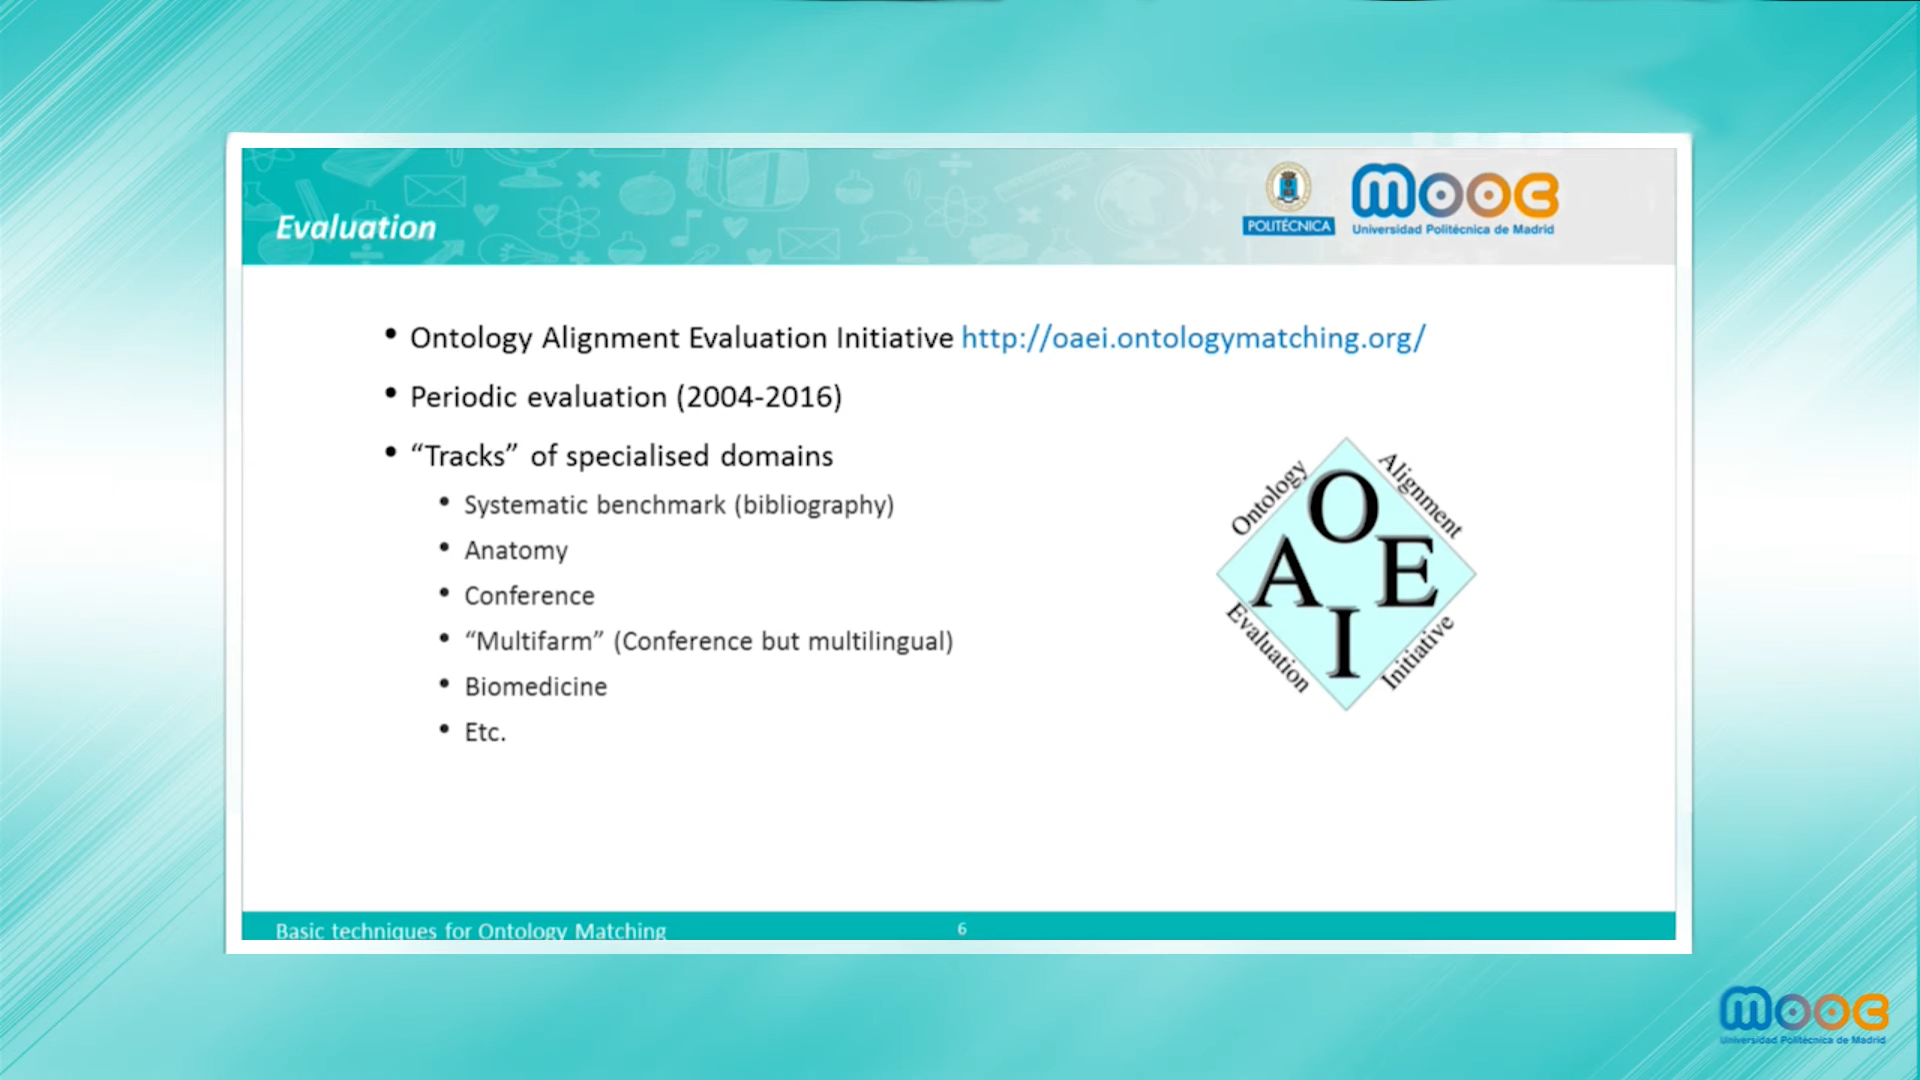 Evaluation
POLITÉCNICA
mooc
Universidad Politécnica de Madrid
• Ontology Alignment Evaluation Initiative http://oaei.ontologymatching.org/
• Periodic evaluation (2004-2016)
• “Tracks” of specialised domains
• Systematic benchmark (bibliography)
• Anatomy
• Conference
• “Multifarm” (Conference but multilingual)
• Biomedicine
• Etc.
Ontology
Alignment
O
A E
I
Evaluation
Initiative
Basic techniques for Ontology Matching
6
mooc
Universidad Politécnica de Madrid